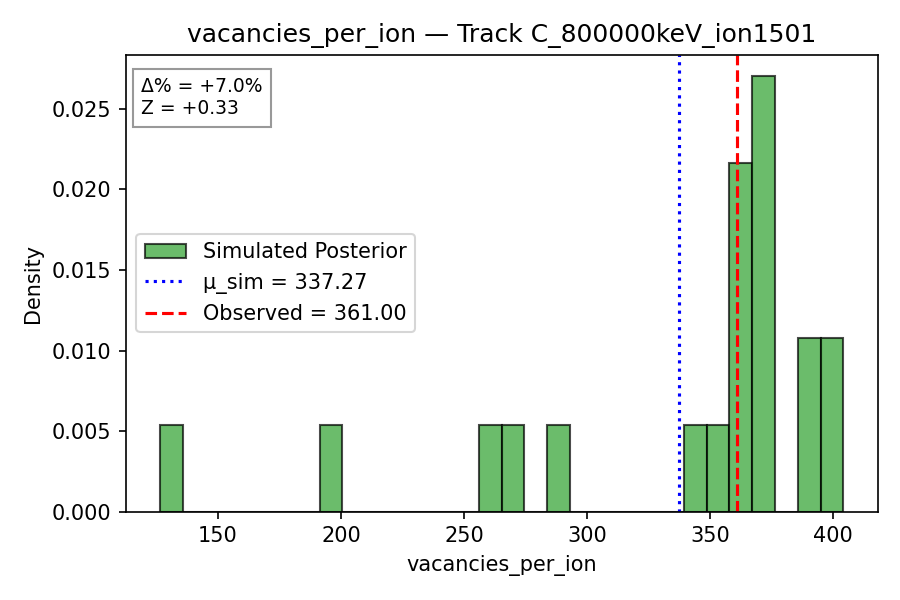 vacancies_per_ion — Track C_800000keV_ion1501
Δ% = +7.0%
Z = +0.33
Simulated Posterior
μ_sim = 337.27
Observed = 361.00
Density
0.025
0.020
0.015
0.010
0.005
0.000
150 200 250 300 350 400
vacancies_per_ion